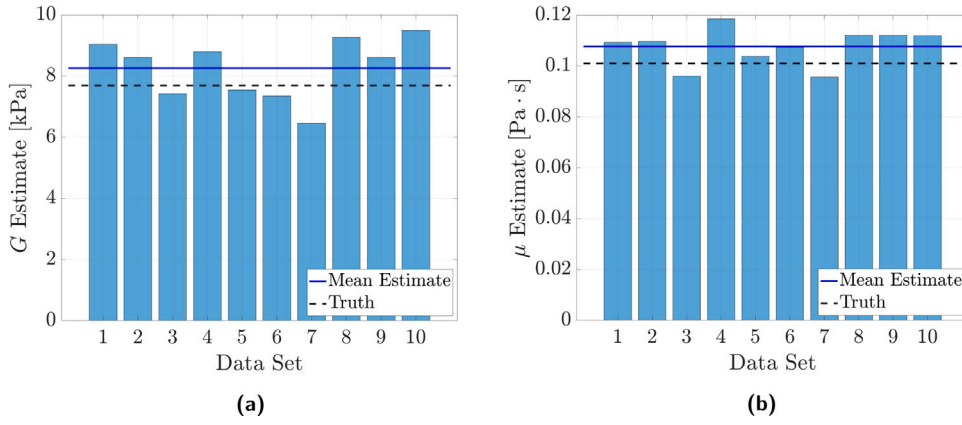 10
8
6
4
2
0
G Estimate [kPa]
1 2 3 4 5 6 7 8 9 10
Data Set
Mean Estimate
Truth
(a)
0.12
0.1
0.08
0.06
0.04
0.02
0
μ Estimate [Pa · s]
1 2 3 4 5 6 7 8 9 10
Data Set
Mean Estimate
Truth
(b)